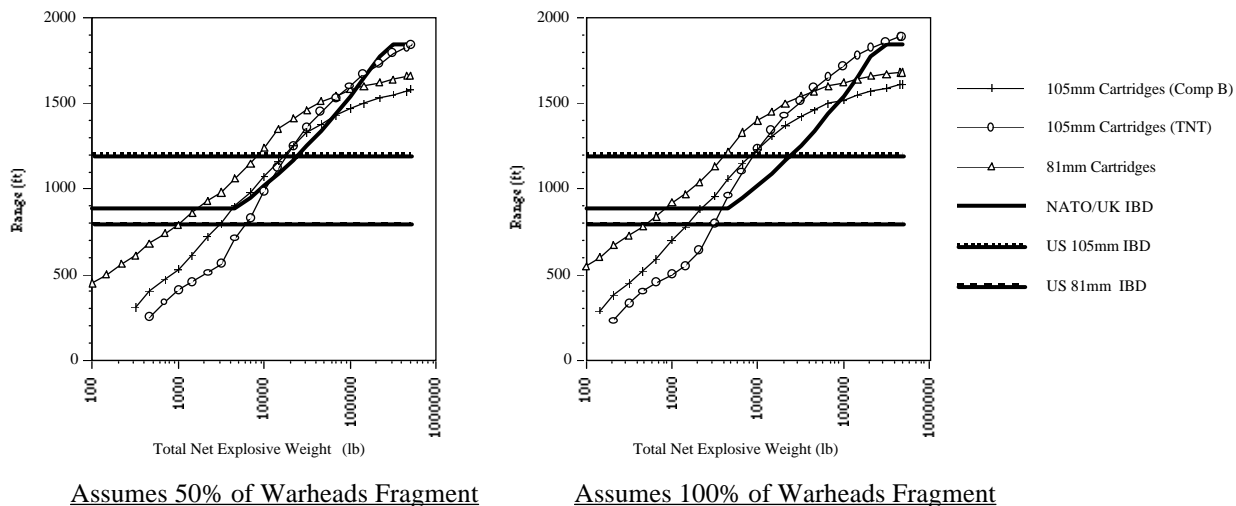 2000
1500
1000
500
0
Range (ft)
100
1000
10000
100000
1000000
Total Net Explosive Weight (lb)
Assumes 50% of Warheads Fragment
2000
1500
1000
500
0
Range (ft)
100
1000
10000
100000
1000000
Total Net Explosive Weight (lb)
Assumes 100% of Warheads Fragment
105mm Cartridges (Comp B)
105mm Cartridges (TNT)
81mm Cartridges
NATO/UK IBD
US 105mm IBD
US 81mm IBD